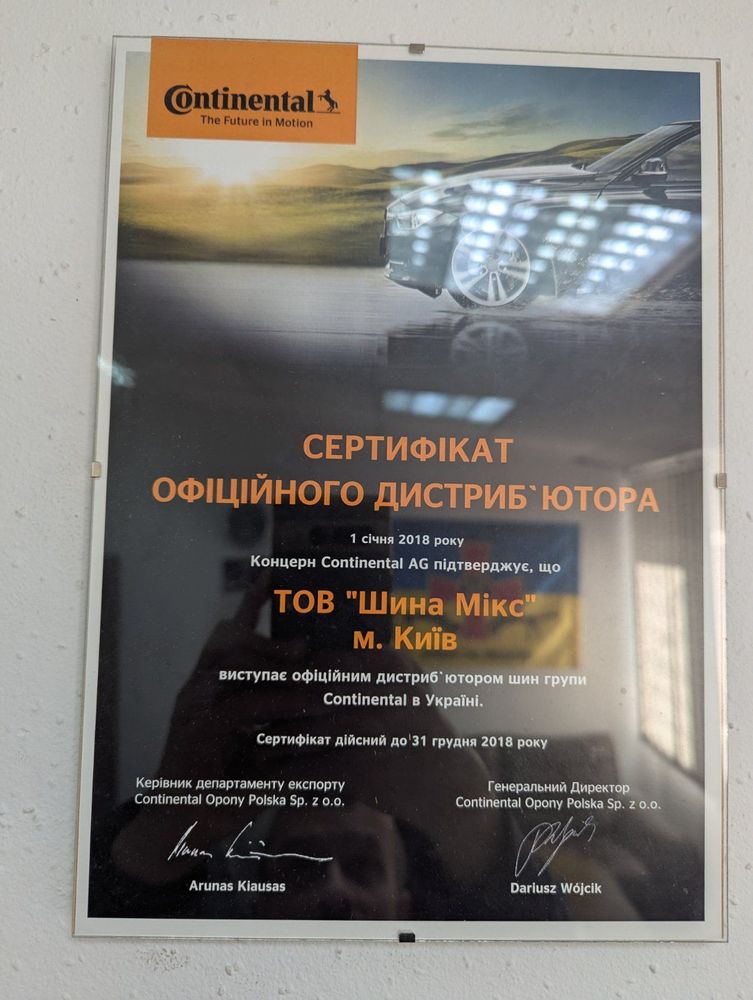 Continental
The Future in Motion
СЕРТИФІКАТ
ОФІЦІЙНОГО ДИСТРИБ`ЮТОРА
1 січня 2018 року
Концерн Continental AG підтверджує, що
ТОВ "Шина Мікс"
м. Київ
виступає офіційним дистриб`ютором шин групи
Continental в Україні.
Сертифікат дійсний до 31 грудня 2018 року
Керівник департаменту експорту
Continental Opony Polska Sp. z o.o.
Arunas Kiausas
Генеральний Директор
Continental Opony Polska Sp. z o.o.
Dariusz Wójcik